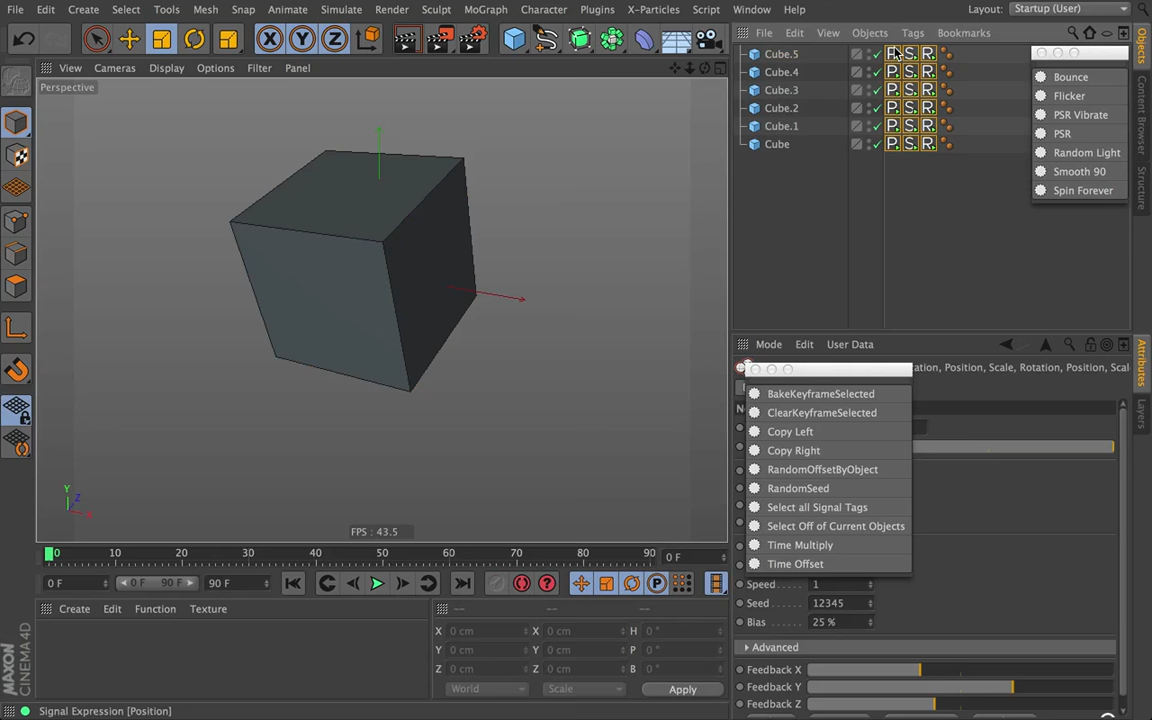 File Edit Create Select Tools Mesh Snap Animate Simulate Render Sculpt MoGraph Character Plugins X-Particles Script Window Help Layout: Startup (User)
X Y Z
File Edit View Objects Tags Bookmarks
View Cameras Display Options Filter Panel
Perspective
Cube.5 P S R
Cube.4 P S R
Cube.3 P S R
Cube.2 P S R
Cube.1 P S R
Cube P S R
Bounce
Flicker
PSR Vibrate
PSR
Random Light
Smooth 90
Spin Forever
Objects
Content Browser
Structure
Mode Edit User Data
ation, Position, Scale, Rotation, Position, Scal
BakeKeyframeSelected
ClearKeyframeSelected
Copy Left
Copy Right
RandomOffsetByObject
RandomSeed
Select all Signal Tags
Select Off of Current Objects
Time Multiply
Time Offset
Attributes
Layers
Speed 1
Seed 12345
Bias 25 %
Advanced
Feedback X
Feedback Y
Feedback Z
Y Z
FPS : 43.5
0 10 20 30 40 50 60 70 80 90 0 F
0 F 0 F 90 F 90 F
Create Edit Function Texture
-- -- --
X 0 cm X 0 cm H 0 °
Y 0 cm Y 0 cm P 0 °
Z 0 cm Z 0 cm B 0 °
World Scale Apply
MAXON CINEMA 4D
Signal Expression [Position]